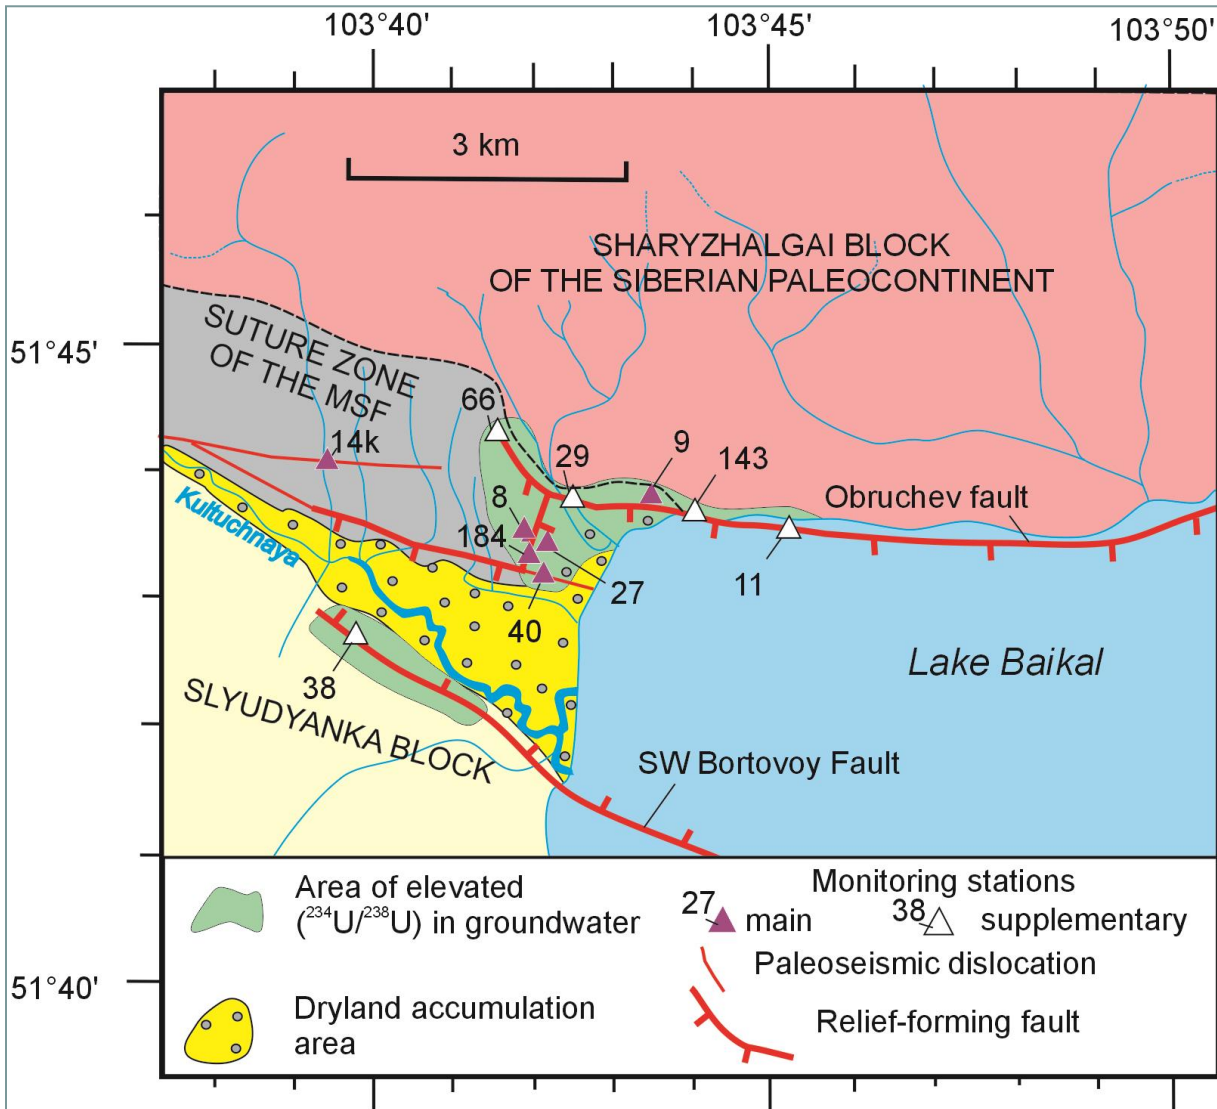 103°40'
103°45'
103°50'
3 km
SHARYZHALGAI BLOCK
OF THE SIBERIAN PALEOCONTINENT
51°45'
SUTURE ZONE
OF THE MSF
66
14k
29
9
143
8
Obruchev fault
184
Kultuchnaya
11
27
40
Lake Baikal
38
SLYUDYANKA BLOCK
SW Bortovoy Fault
Area of elevated
(²³⁴U/²³⁸U) in groundwater
Monitoring stations
27 main
38 supplementary
Paleoseismic dislocation
51°40'
Dryland accumulation
area
Relief-forming fault